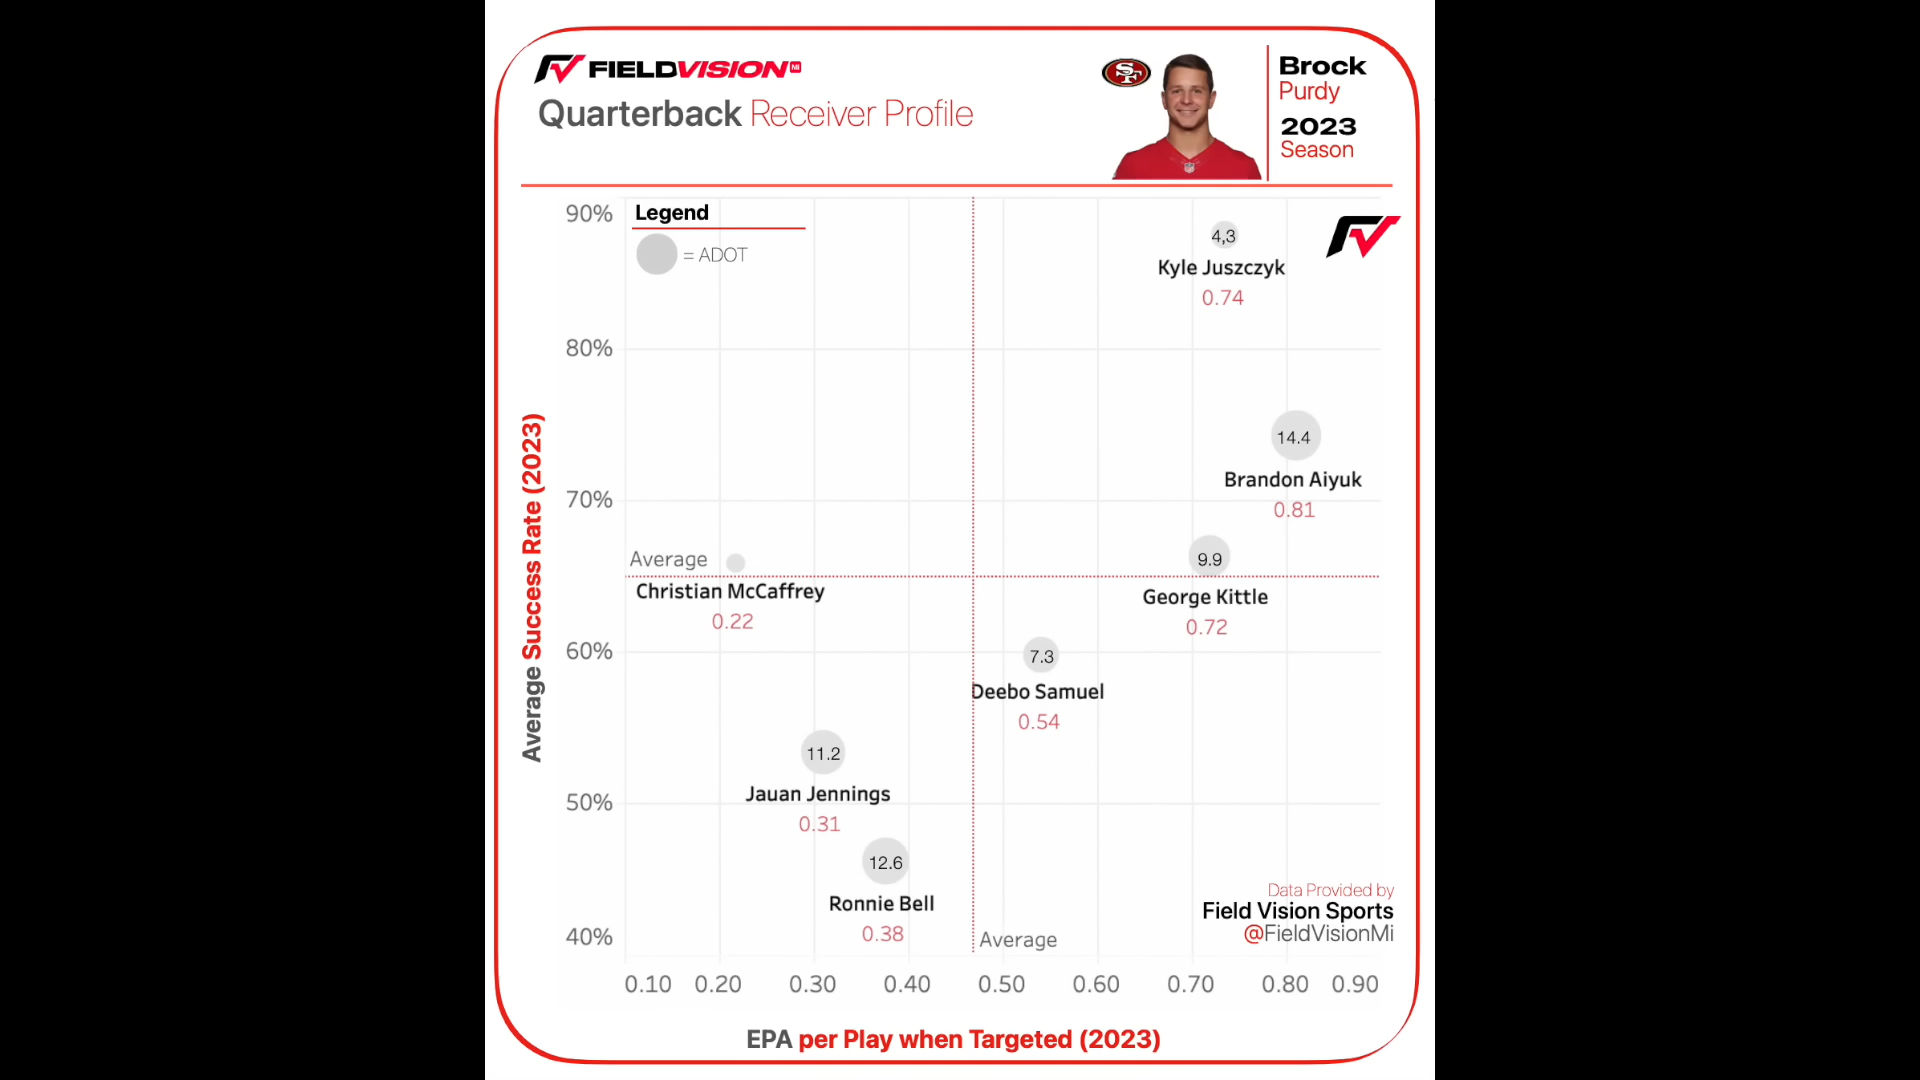 FIELDVISION MI
Quarterback Receiver Profile
Brock
Purdy
2023
Season
90%
Legend
= ADOT
4,3
Kyle Juszczyk
0.74
80%
14.4
Brandon Aiyuk
0.81
70%
Average
9.9
Christian McCaffrey
0.22
George Kittle
0.72
60%
7.3
Deebo Samuel
0.54
11.2
Jauan Jennings
0.31
50%
12.6
Ronnie Bell
0.38
40%
Average
Data Provided by
Field Vision Sports
@FieldVisionMi
Average Success Rate (2023)
0.10 0.20 0.30 0.40 0.50 0.60 0.70 0.80 0.90
EPA per Play when Targeted (2023)